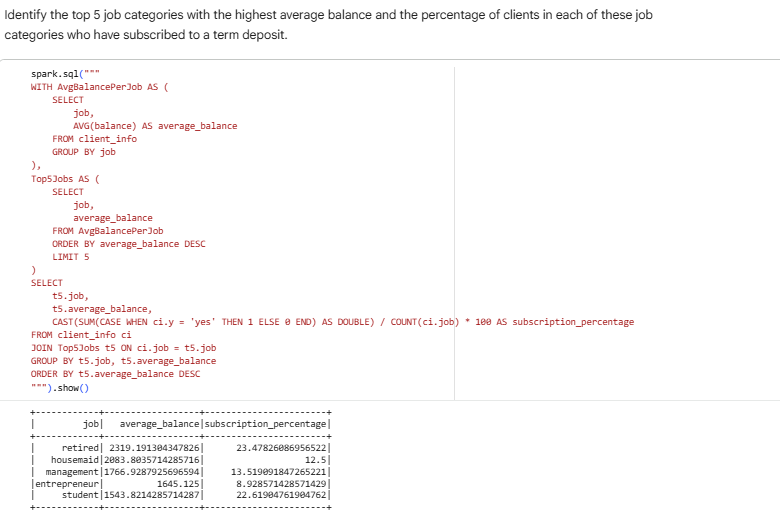 Identify the top 5 job categories with the highest average balance and the percentage of clients in each of these job
categories who have subscribed to a term deposit.
spark.sql("""
WITH AvgBalancePerJob AS (
    SELECT
        job,
        AVG(balance) AS average_balance
    FROM client_info
    GROUP BY job
),
Top5Jobs AS (
    SELECT
        job,
        average_balance
    FROM AvgBalancePerJob
    ORDER BY average_balance DESC
    LIMIT 5
)
SELECT
    t5.job,
    t5.average_balance,
    CAST(SUM(CASE WHEN ci.y = 'yes' THEN 1 ELSE 0 END) AS DOUBLE) / COUNT(ci.job) * 100 AS subscription_percentage
FROM client_info ci
JOIN Top5Jobs t5 ON ci.job = t5.job
GROUP BY t5.job, t5.average_balance
ORDER BY t5.average_balance DESC
""").show()
+------------+------------------+-----------------------+
|         job|   average_balance|subscription_percentage|
+------------+------------------+-----------------------+
|     retired| 2319.191304347826|      23.47826086956522|
|   housemaid|2083.8035714285716|                   12.5|
|  management|1766.9287925696594|     13.519091847265221|
|entrepreneur|          1645.125|      8.928571428571429|
|     student|1543.8214285714287|     22.61904761904762|
+------------+------------------+-----------------------+